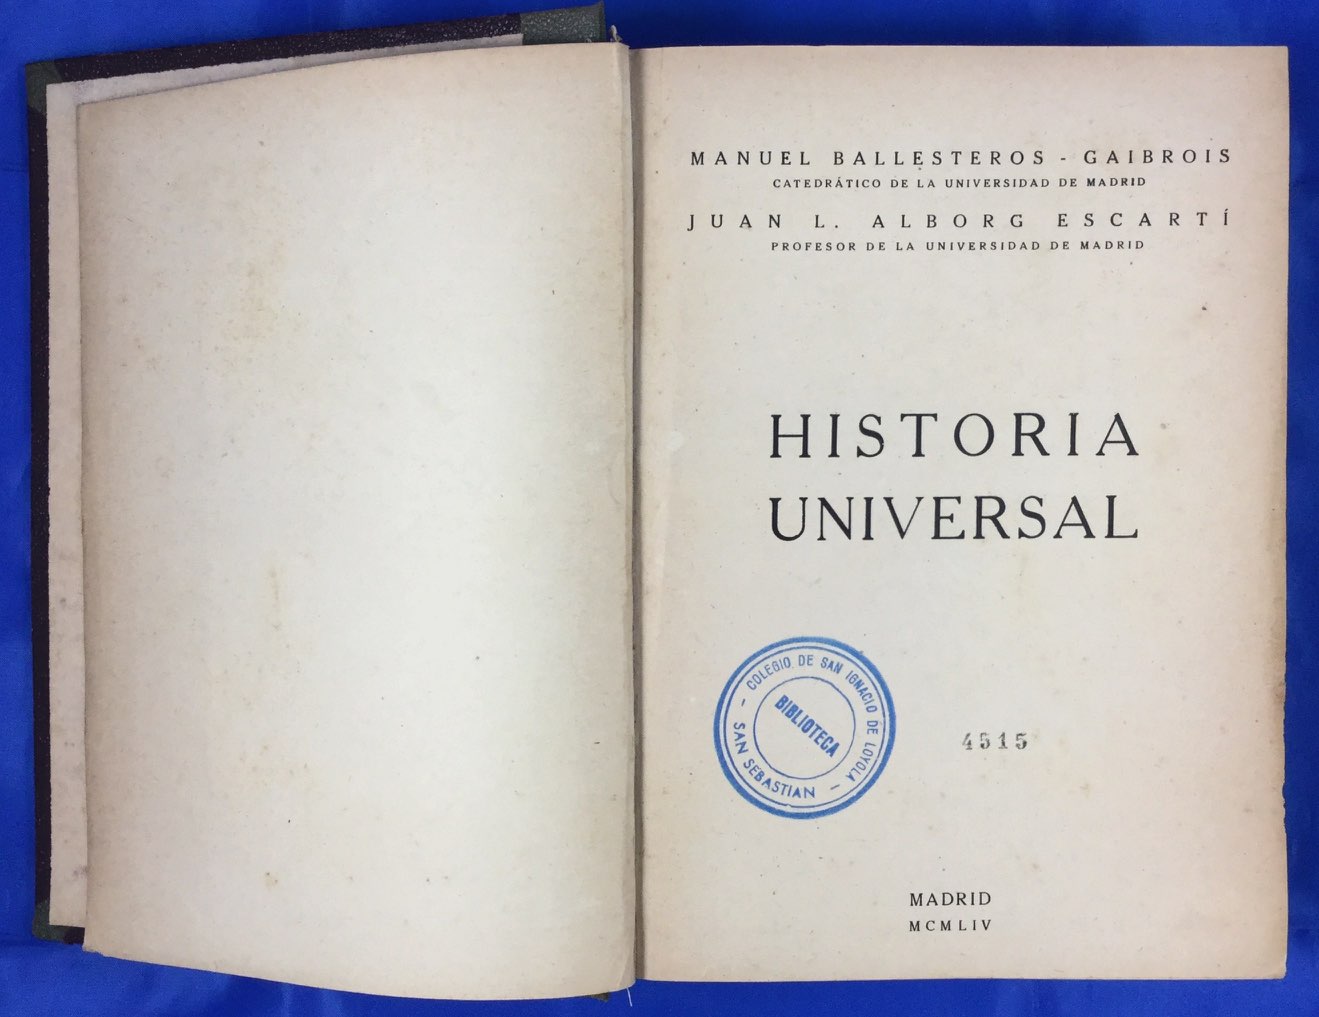 MANUEL BALLESTEROS - GAIBROIS
CATEDRÁTICO DE LA UNIVERSIDAD DE MADRID
JUAN L. ALBORG ESCARTÍ
PROFESOR DE LA UNIVERSIDAD DE MADRID
HISTORIA
UNIVERSAL
- COLEGIO DE SAN IGNACIO DE LOYOLA -
BIBLIOTECA
SAN SEBASTIAN
4515
MADRID
MCMLIV